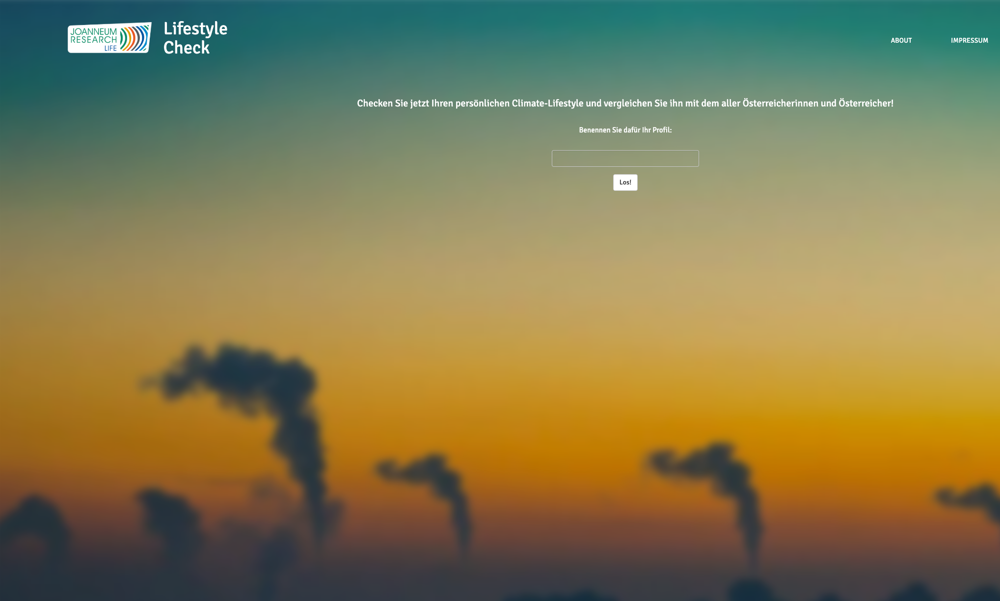 JOANNEUM
RESEARCH
LIFE
Lifestyle
Check
ABOUT
IMPRESSUM
Checken Sie jetzt Ihren persönlichen Climate-Lifestyle und vergleichen Sie ihn mit dem aller Österreicherinnen und Österreicher!
Benennen Sie dafür Ihr Profil:
Los!